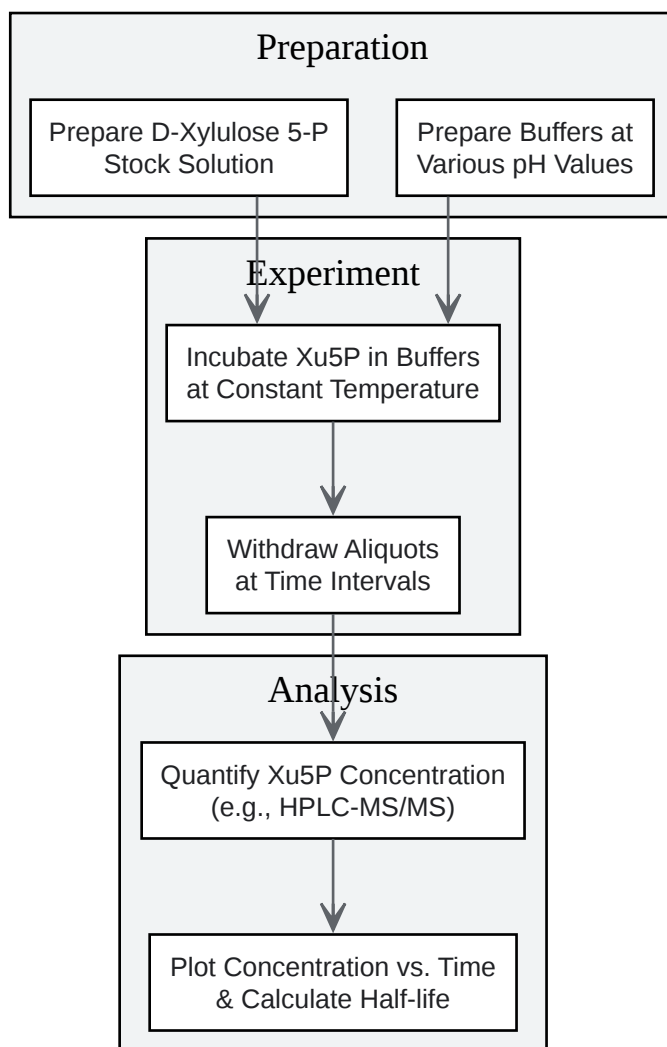 Preparation
Prepare D-Xylulose 5-P
Stock Solution
Prepare Buffers at
Various pH Values
Experiment
Incubate Xu5P in Buffers
at Constant Temperature
Withdraw Aliquots
at Time Intervals
Analysis
Quantify Xu5P Concentration
(e.g., HPLC-MS/MS)
Plot Concentration vs. Time
& Calculate Half-life